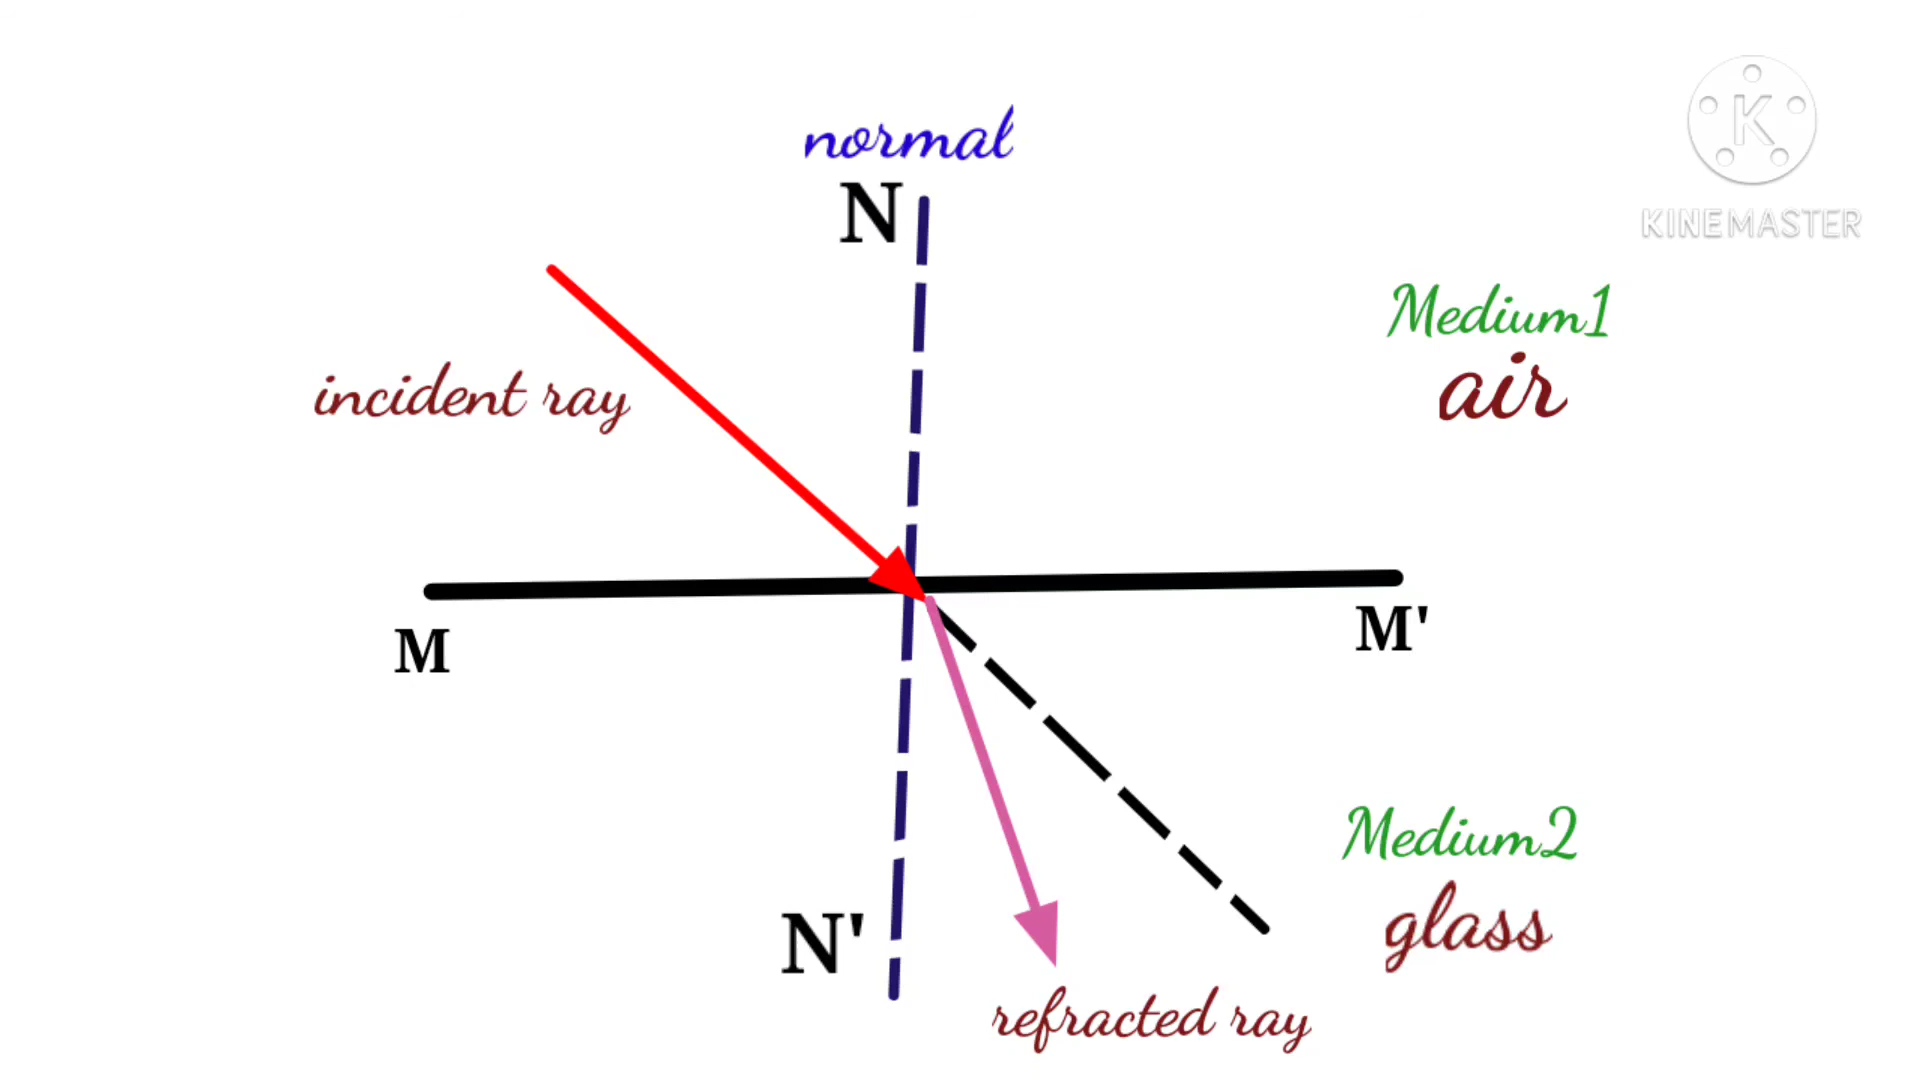 normal
N
K
KINEMASTER
Medium1
air
incident ray
M
M'
Medium2
glass
N'
refracted ray